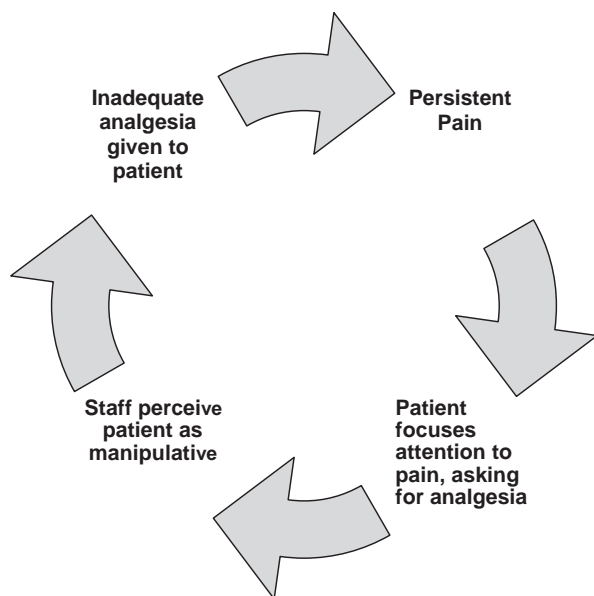 Inadequate
analgesia
given to
patient
Persistent
Pain
Patient
focuses
attention to
pain, asking
for analgesia
Staff perceive
patient as
manipulative